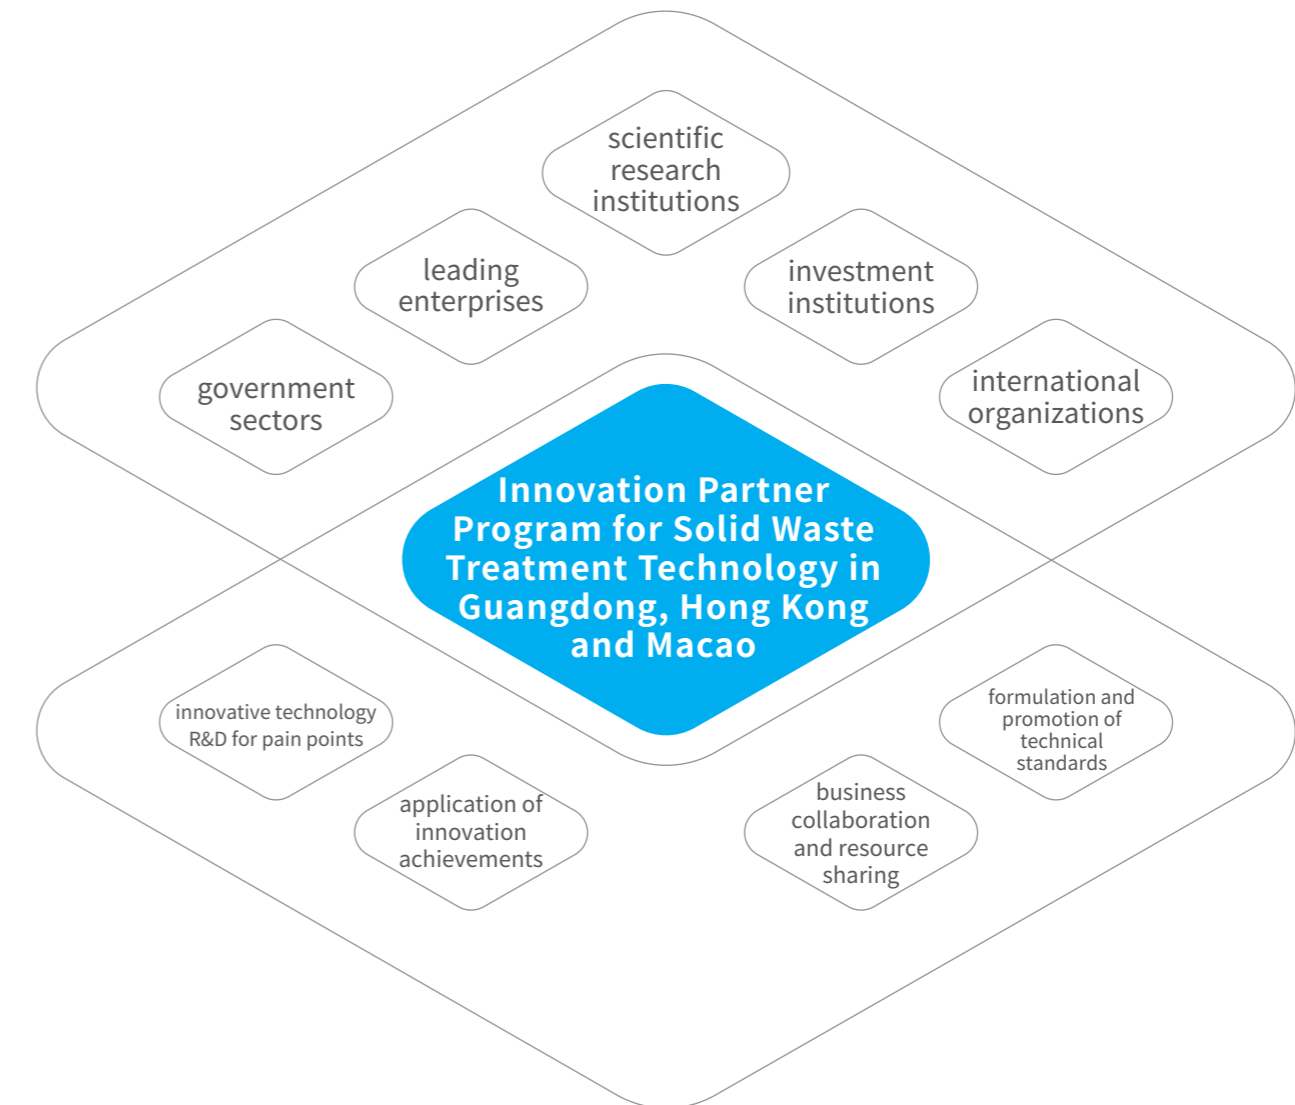 scientific
research
institutions
leading
enterprises
investment
institutions
government
sectors
international
organizations
Innovation Partner
Program for Solid Waste
Treatment Technology in
Guangdong, Hong Kong
and Macao
innovative technology
R&D for pain points
application of
innovation
achievements
business
collaboration
and resource
sharing
formulation and
promotion of
technical
standards